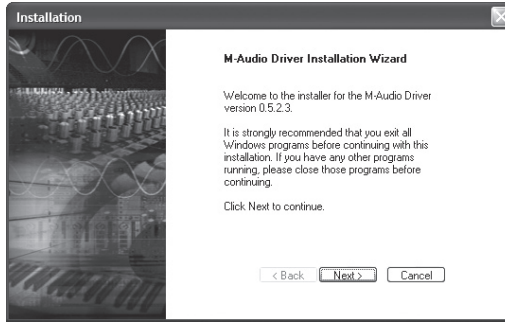 Installation
M-Audio Driver Installation Wizard
Welcome to the installer for the M-Audio Driver
version 0.5.2.3.
It is strongly recommended that you exit all
Windows programs before continuing with this
installation. If you have any other programs
running, please close those programs before
continuing.
Click Next to continue.
< Back Next > Cancel